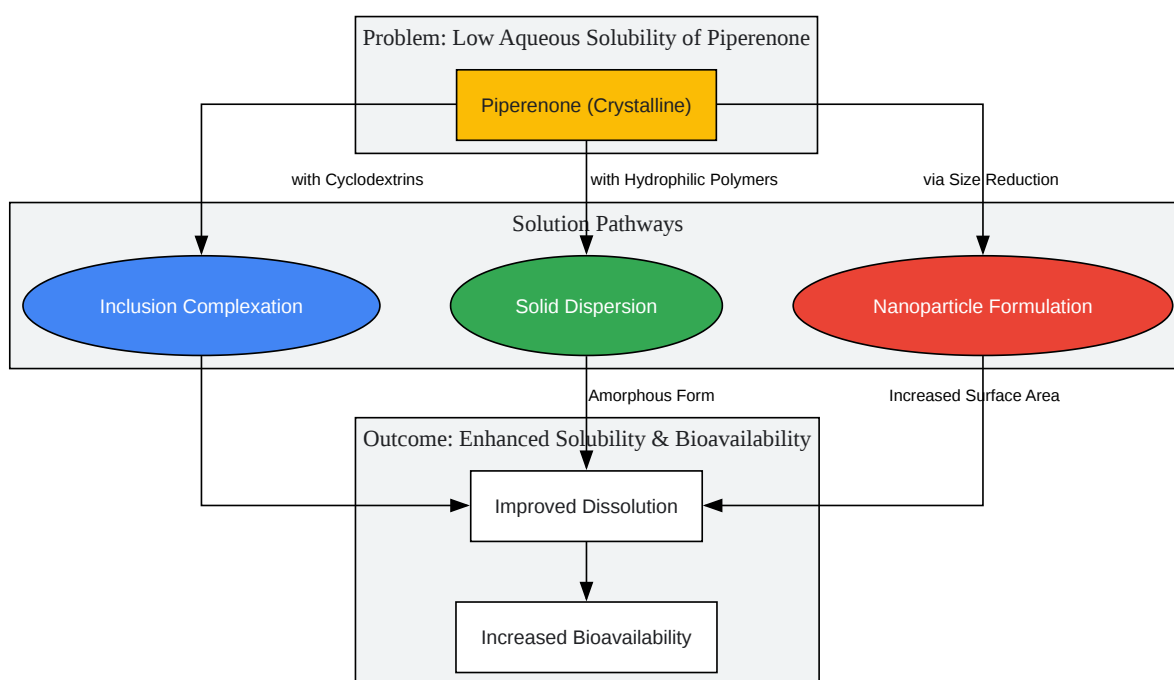 Problem: Low Aqueous Solubility of Piperenone
Piperenone (Crystalline)
with Cyclodextrins
with Hydrophilic Polymers
via Size Reduction
Solution Pathways
Inclusion Complexation
Solid Dispersion
Nanoparticle Formulation
Amorphous Form
Increased Surface Area
Outcome: Enhanced Solubility & Bioavailability
Improved Dissolution
Increased Bioavailability